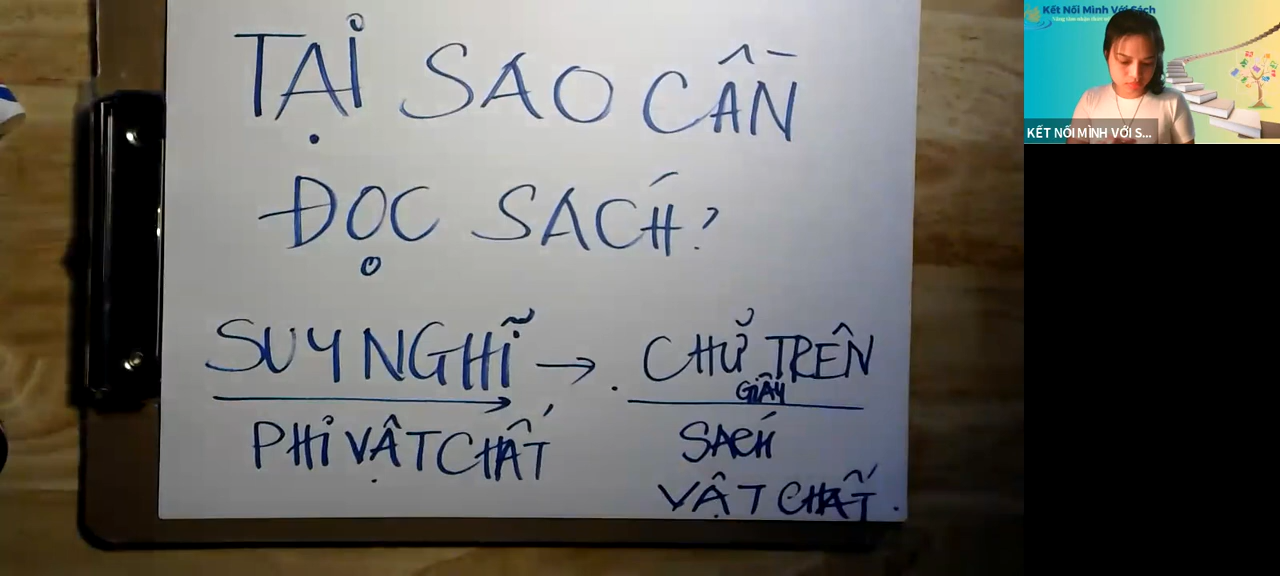 TẠI SAO CẦN
ĐỌC SÁCH?
SUY NGHĨ → CHỮ TRÊN
GIẤY
PHI VẬT CHẤT
SÁCH
VẬT CHẤT.
Kết Nối Mình Với Sách
KẾT NỐI MÌNH VỚI S...